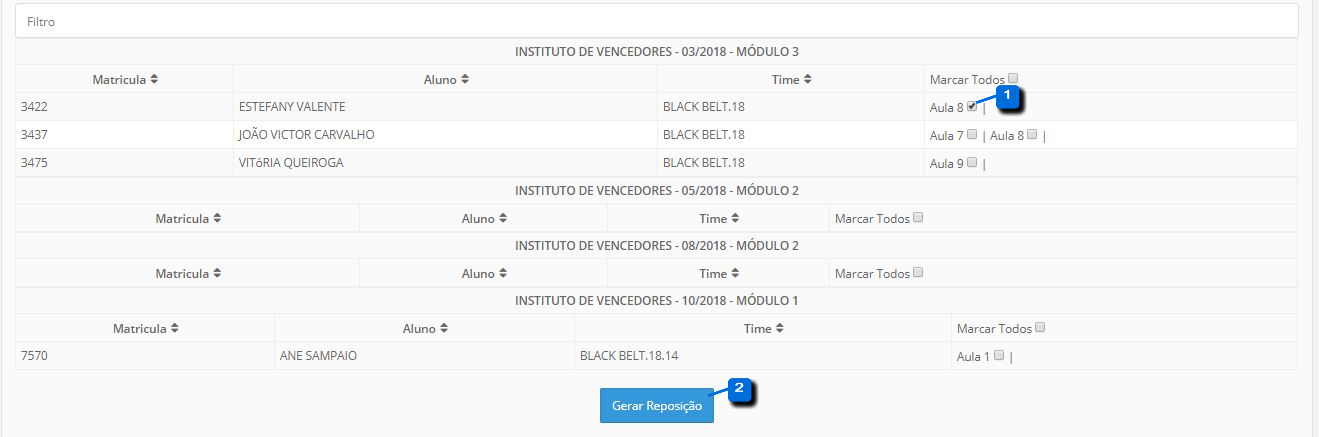 Filtro
INSTITUTO DE VENCEDORES - 03/2018 - MÓDULO 3
Matricula Aluno Time Marcar Todos
1
3422 ESTEFANY VALENTE BLACK BELT.18 Aula 8 |
3437 JOÃO VICTOR CARVALHO BLACK BELT.18 Aula 7 | Aula 8 |
3475 VITóRIA QUEIROGA BLACK BELT.18 Aula 9 |
INSTITUTO DE VENCEDORES - 05/2018 - MÓDULO 2
Matricula Aluno Time Marcar Todos
INSTITUTO DE VENCEDORES - 08/2018 - MÓDULO 2
Matricula Aluno Time Marcar Todos
INSTITUTO DE VENCEDORES - 10/2018 - MÓDULO 1
Matricula Aluno Time Marcar Todos
7570 ANE SAMPAIO BLACK BELT.18.14 Aula 1 |
2
Gerar Reposição